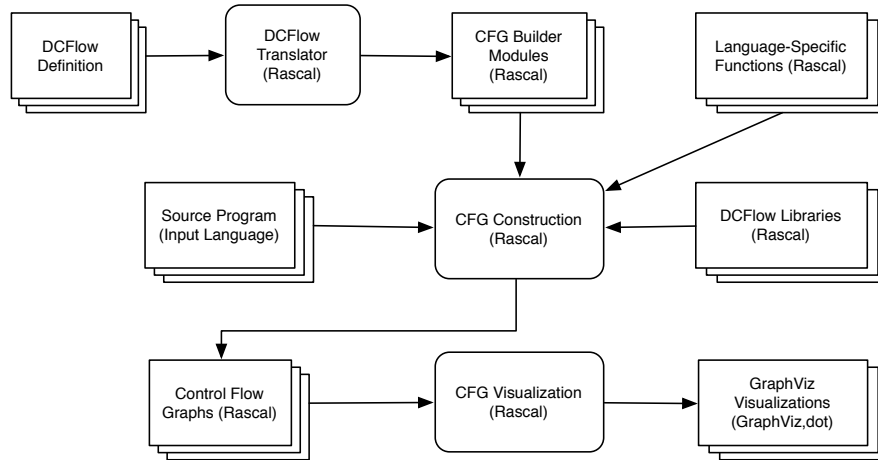 DCFlow
Definition
DCFlow
Translator
(Rascal)
CFG Builder
Modules
(Rascal)
Language-Specific
Functions (Rascal)
Source Program
(Input Language)
CFG Construction
(Rascal)
DCFlow Libraries
(Rascal)
Control Flow
Graphs (Rascal)
CFG Visualization
(Rascal)
GraphViz
Visualizations
(GraphViz,dot)